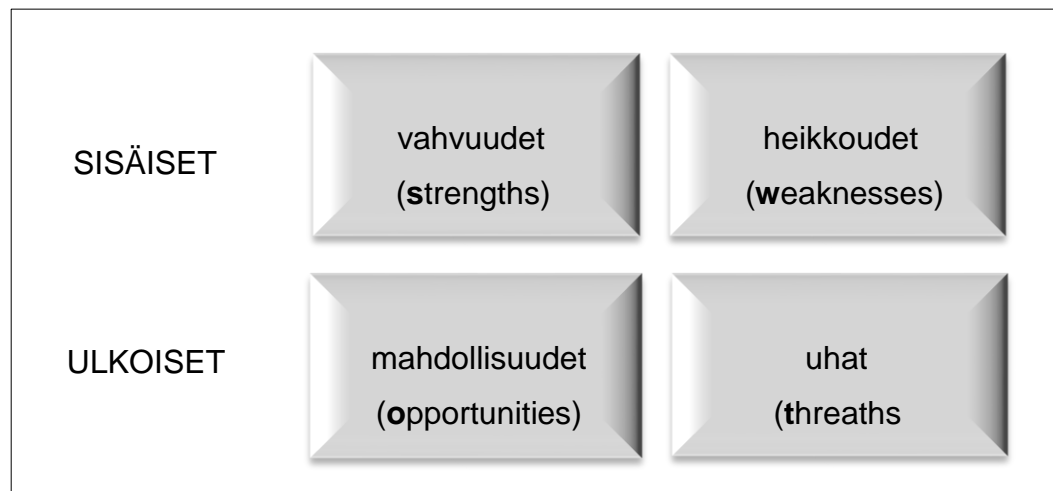 SISÄISET
vahvuudet
(strengths)
heikkoudet
(weaknesses)
ULKOISET
mahdollisuudet
(opportunities)
uhat
(threaths